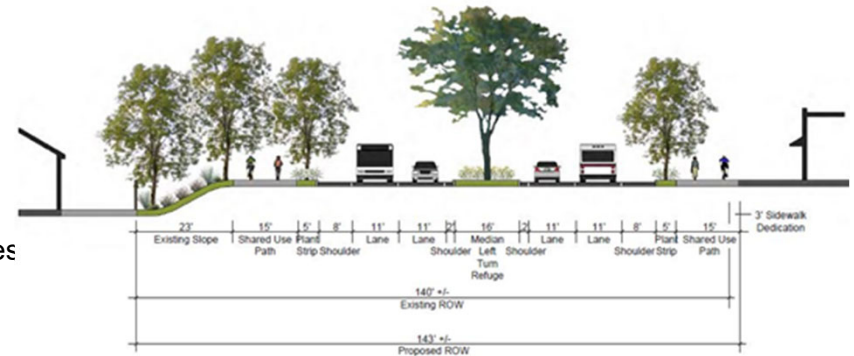 es
23' 15' 5' 8' 11' 11' 2' 16' 2' 11' 11' 8' 5' 15'
Existing Slope Shared Use Plant Lane Lane Median Lane Lane Plant Shared Use
Path Strip Shoulder Shoulder Left Shoulder Shoulder Strip Path
Turn
Refuge
3' Sidewalk
Dedication
140' +/-
Existing ROW
143' +/-
Proposed ROW